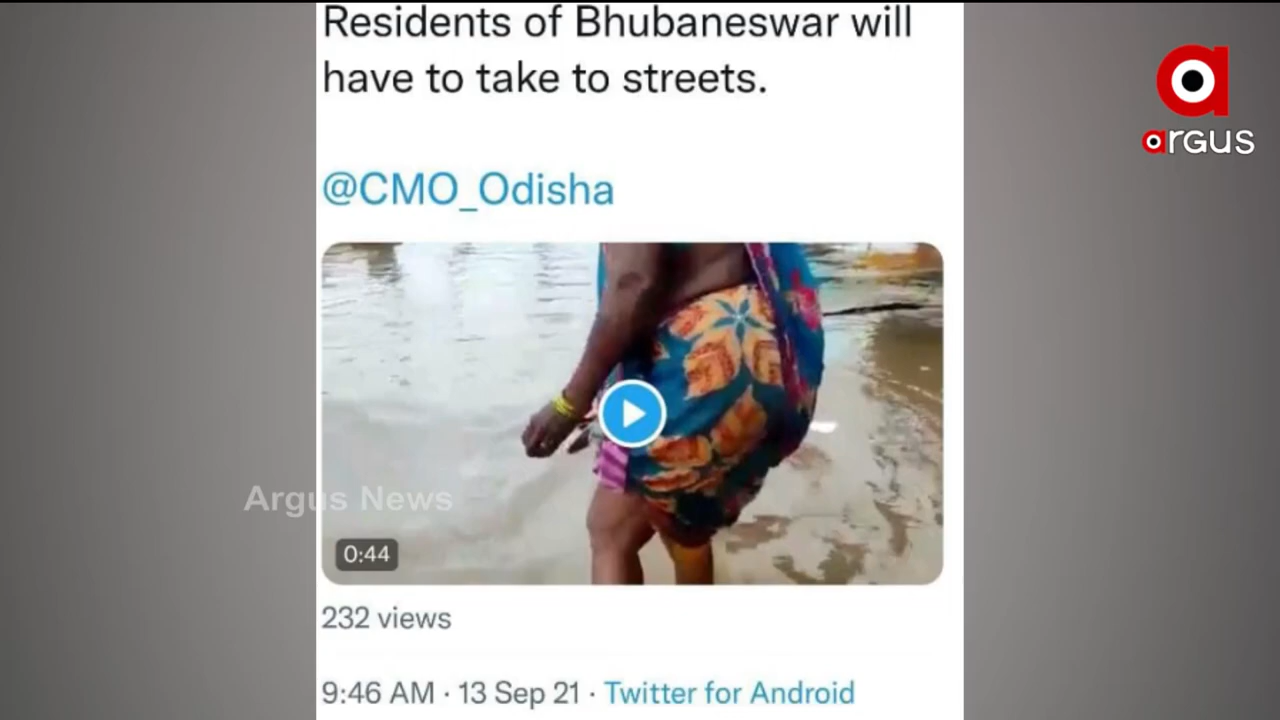 Residents of Bhubaneswar will
have to take to streets.
@CMO_Odisha
argus
Argus News
0:44
232 views
9:46 AM · 13 Sep 21 · Twitter for Android